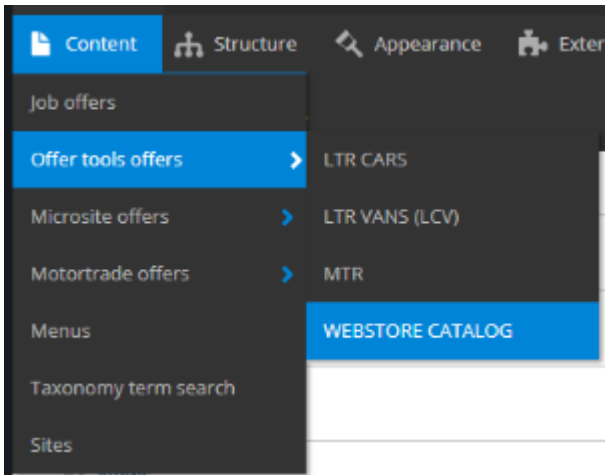 Content Structure Appearance Exter
Job offers
Offer tools offers LTR CARS
Microsite offers LTR VANS (LCV)
Motortrade offers MTR
Menus WEBSTORE CATALOG
Taxonomy term search
Sites